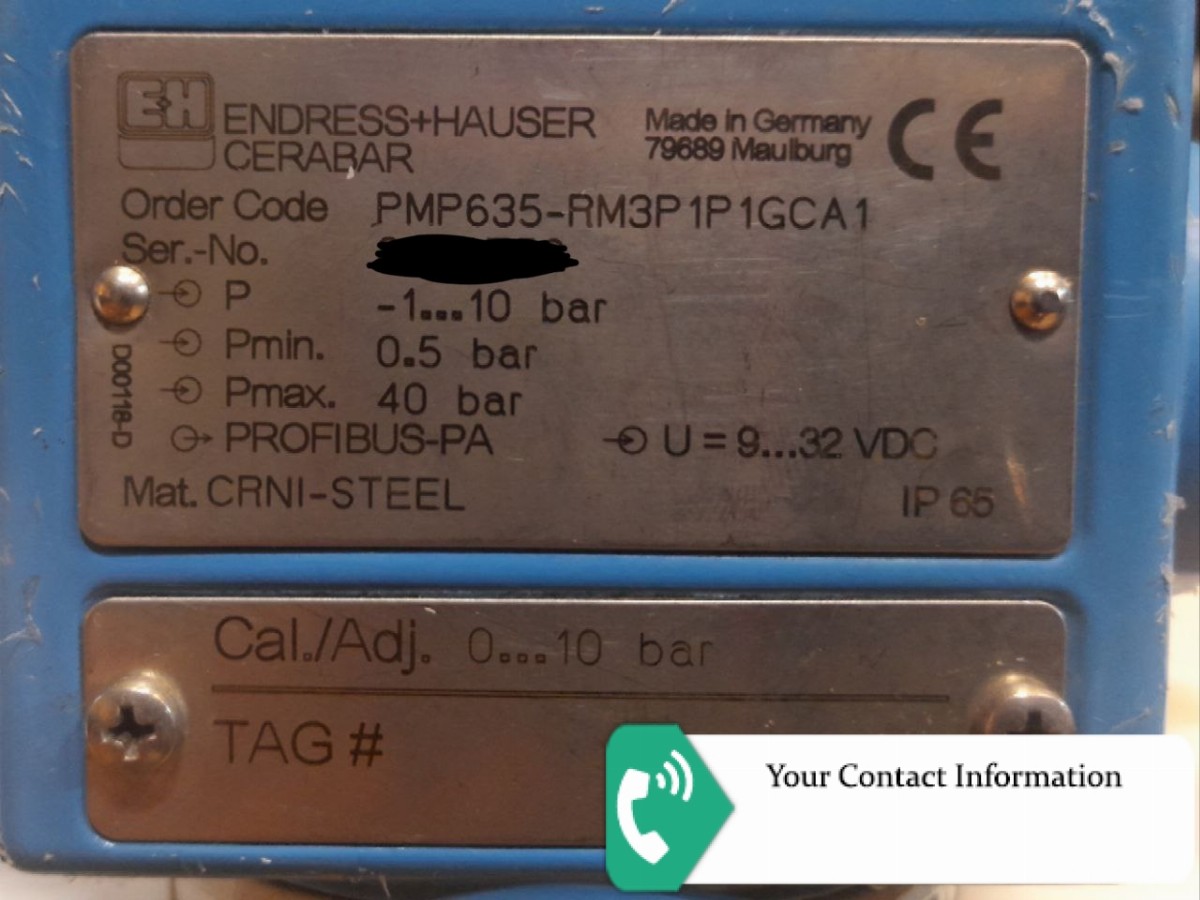 E+H
ENDRESS+HAUSER
CERABAR
Made in Germany
79689 Maulburg
CE
Order Code PMP635-RM3P1P1GCA1
Ser.-No.
P -1...10 bar
Pmin. 0.5 bar
Pmax. 40 bar
PROFIBUS-PA U = 9...32 VDC
Mat. CRNI-STEEL IP 65
D00118-D
Cal./Adj. 0...10 bar
TAG #
Your Contact Information